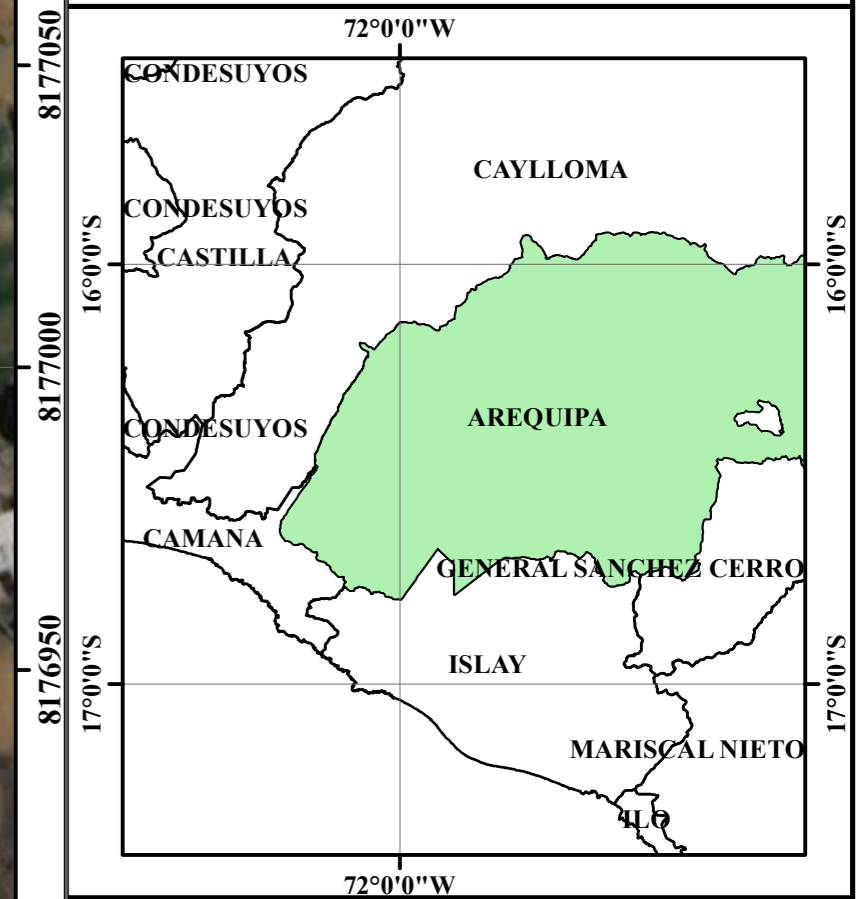 72°0'0"W
8177050
CONDESUYOS
CAYLLOMA
CONDESUYOS
16°0'0"S
CASTILLA
16°0'0"S
8177000
AREQUIPA
CONDESUYOS
CAMANA
GENERAL SANCHEZ CERRO
8176950
17°0'0"S
ISLAY
17°0'0"S
MARISCAL NIETO
ILO
72°0'0"W